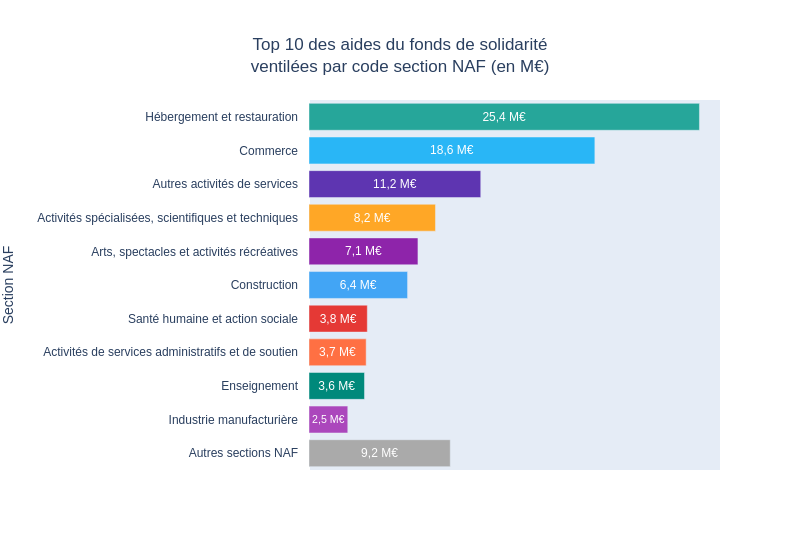 Top 10 des aides du fonds de solidarité
ventilées par code section NAF (en M€)
Section NAF
Hébergement et restauration 25,4 M€
Commerce 18,6 M€
Autres activités de services 11,2 M€
Activités spécialisées, scientifiques et techniques 8,2 M€
Arts, spectacles et activités récréatives 7,1 M€
Construction 6,4 M€
Santé humaine et action sociale 3,8 M€
Activités de services administratifs et de soutien 3,7 M€
Enseignement 3,6 M€
Industrie manufacturière 2,5 M€
Autres sections NAF 9,2 M€